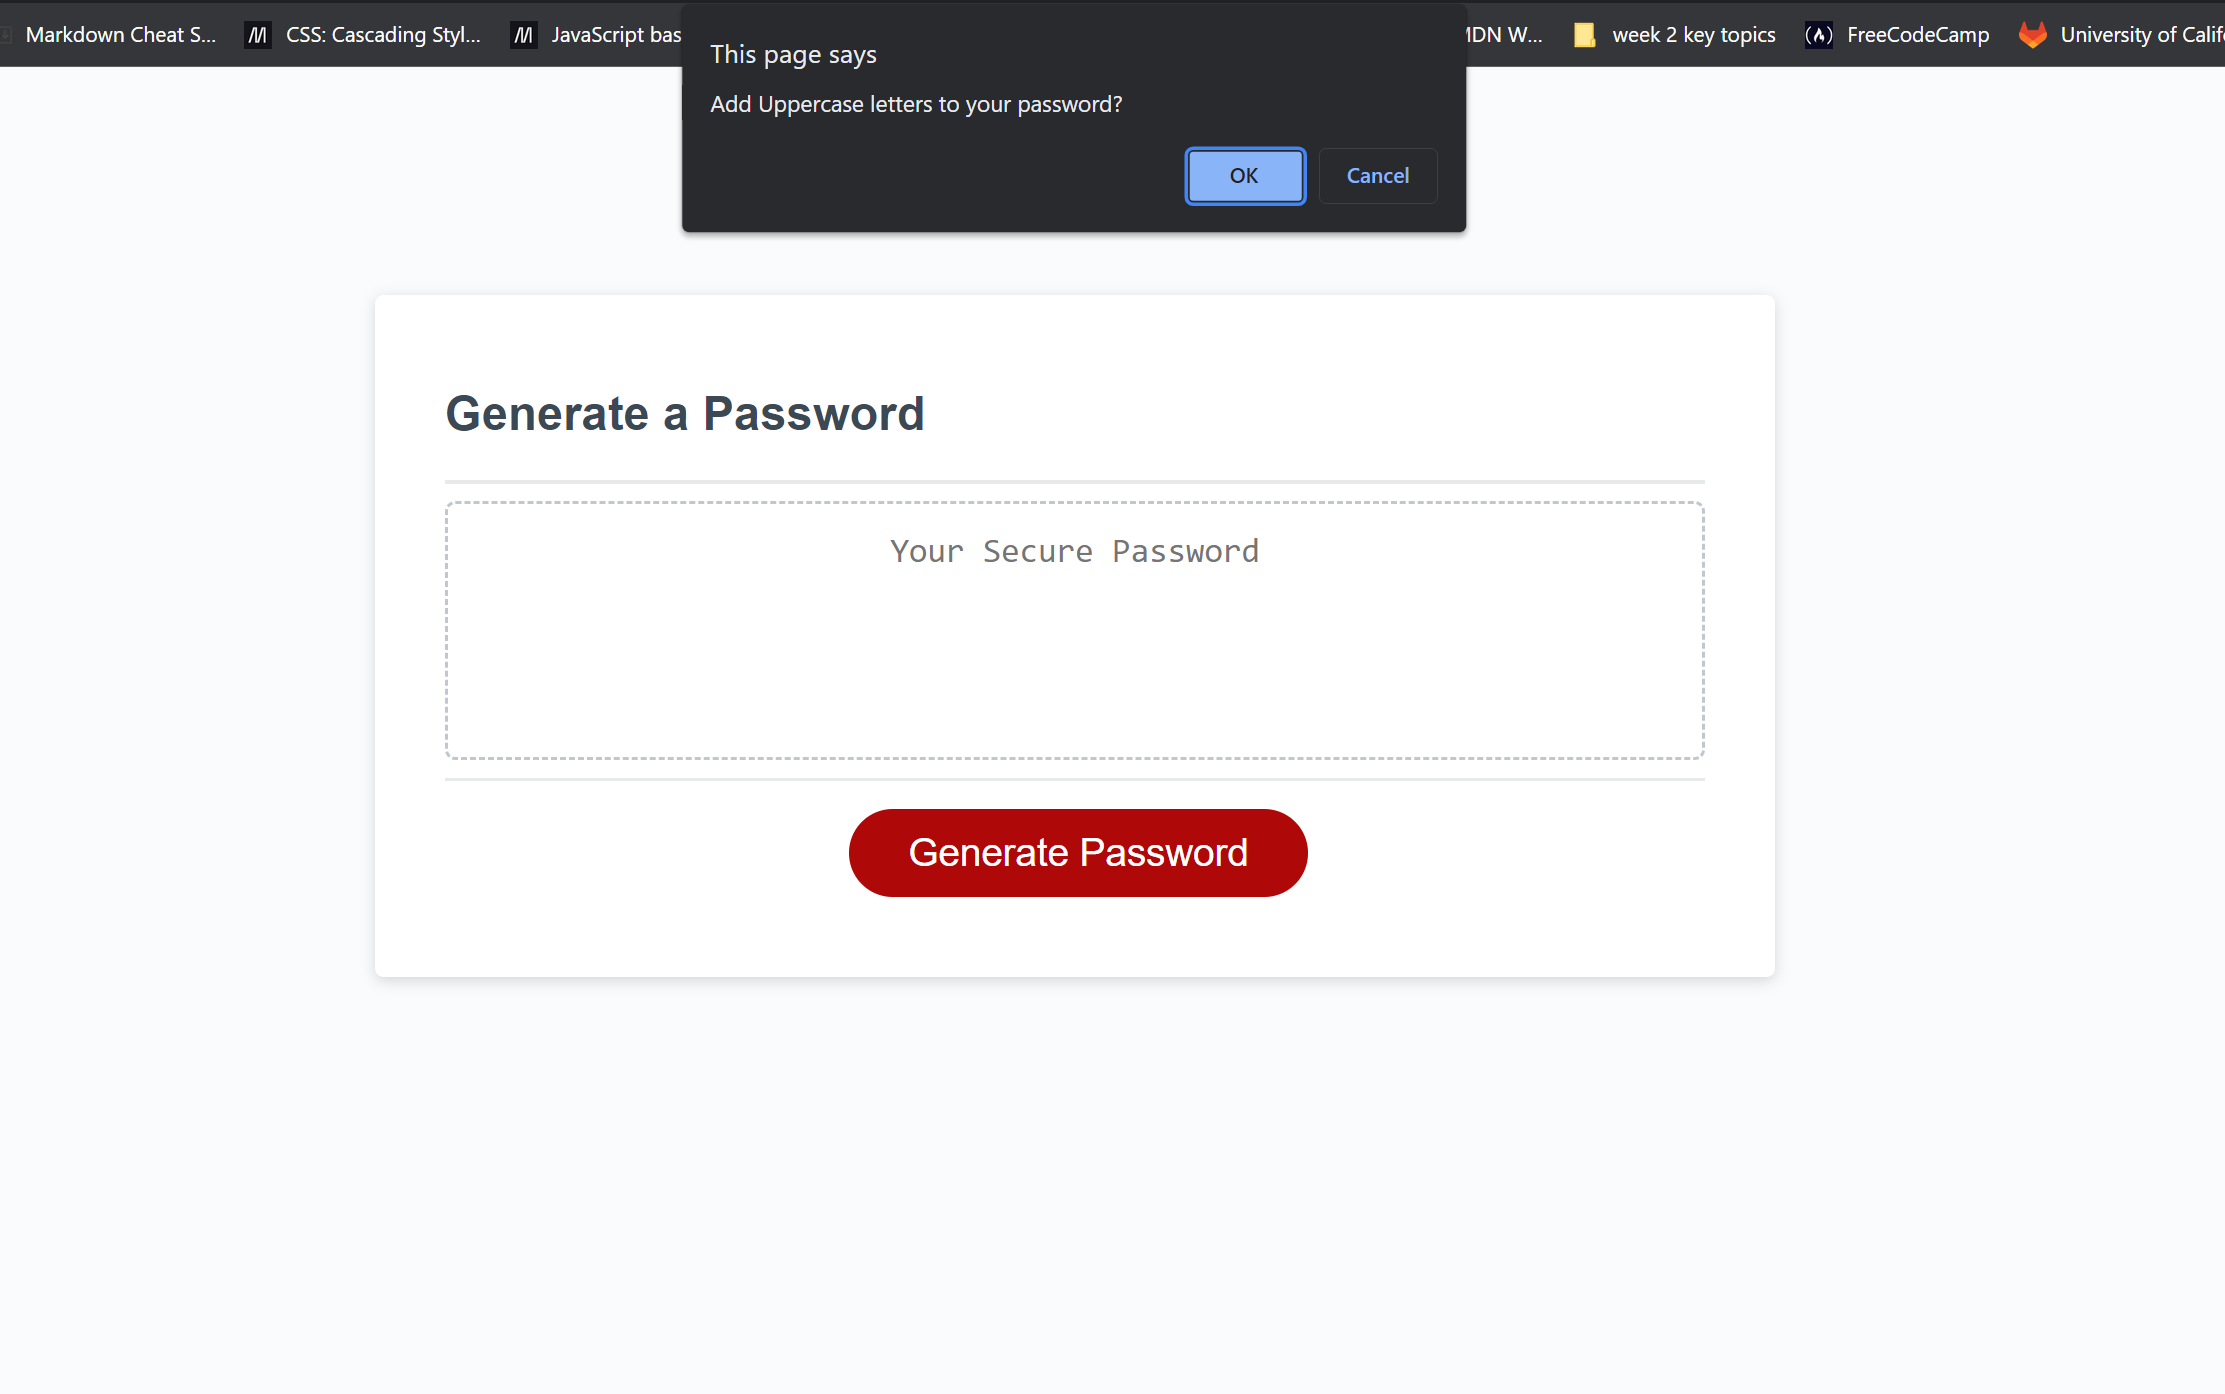 Markdown Cheat S... CSS: Cascading Styl... JavaScript bas MDN W... week 2 key topics FreeCodeCamp University of Calif
This page says
Add Uppercase letters to your password?
OK Cancel
Generate a Password
Your Secure Password
Generate Password